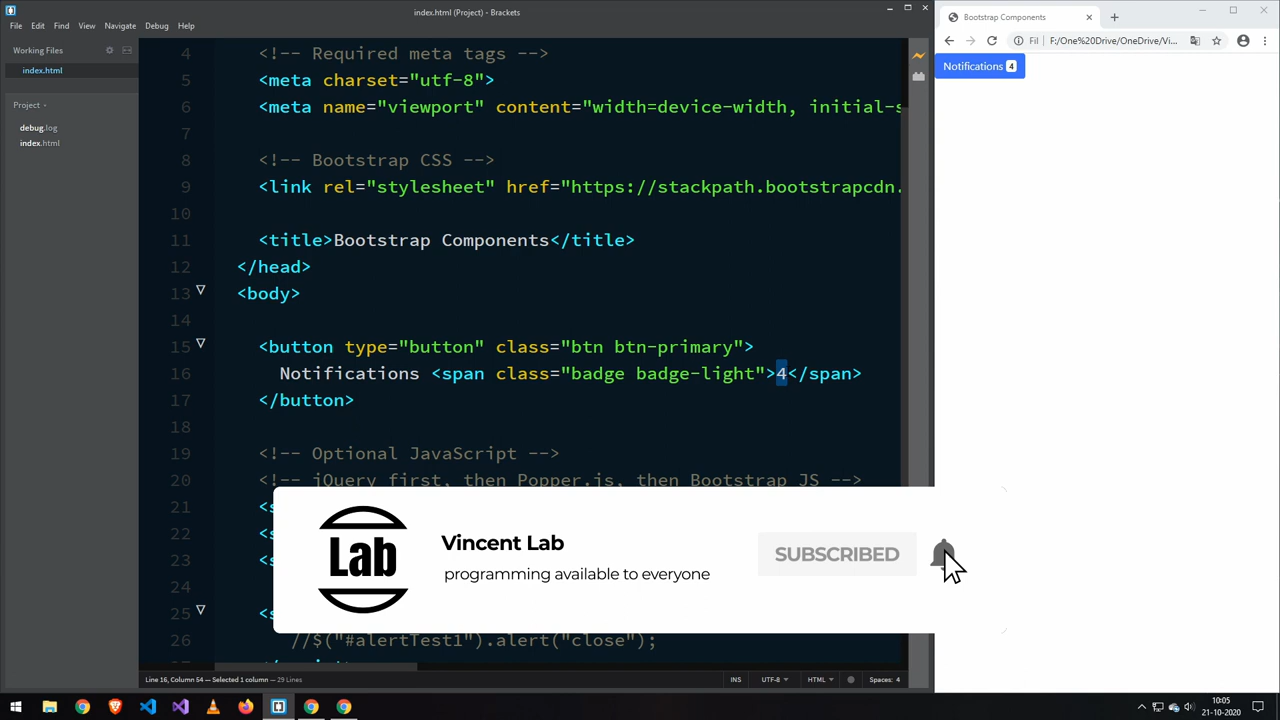 index.html (Project) - Brackets
File Edit Find View Navigate Debug Help
Working Files
index.html
Project
debug.log
index.html
4 <!-- Required meta tags -->
5 <meta charset="utf-8">
6 <meta name="viewport" content="width=device-width, initial-s
7
8 <!-- Bootstrap CSS -->
9 <link rel="stylesheet" href="https://stackpath.bootstrapcdn.
10
11 <title>Bootstrap Components</title>
12 </head>
13 <body>
14
15 <button type="button" class="btn btn-primary">
16 Notifications <span class="badge badge-light">4</span>
17 </button>
18
19 <!-- Optional JavaScript -->
20 <!-- jQuery first, then Popper.js, then Bootstrap JS -->
21 <s
22 <s
23 <s
24
25 <s
26 //$("#alertTest1").alert("close");
Line 16, Column 54 — Selected 1 column — 29 Lines
INS UTF-8 HTML Spaces: 4
Bootstrap Components
Fil F:/One%20Drive/OneDrive/Vi...
Notifications 4
Lab
Vincent Lab
programming available to everyone
SUBSCRIBED
10:05
21-10-2020